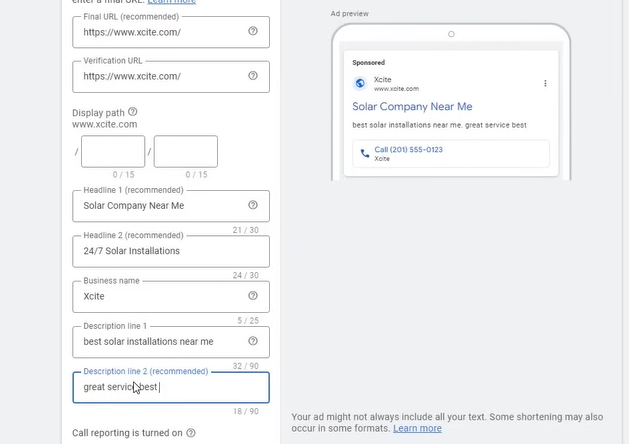 enter a final URL. Learn more
Final URL (recommended)
https://www.xcite.com/
Verification URL
https://www.xcite.com/
Display path
www.xcite.com
/ /
0 / 15 0 / 15
Headline 1 (recommended)
Solar Company Near Me
21 / 30
Headline 2 (recommended)
24/7 Solar Installations
24 / 30
Business name
Xcite
5 / 25
Description line 1
best solar installations near me
32 / 90
Description line 2 (recommended)
great service best
18 / 90
Call reporting is turned on
Ad preview
Sponsored
Xcite
www.xcite.com
Solar Company Near Me
best solar installations near me. great service best
Call (201) 555-0123
Xcite
Your ad might not always include all your text. Some shortening may also
occur in some formats. Learn more